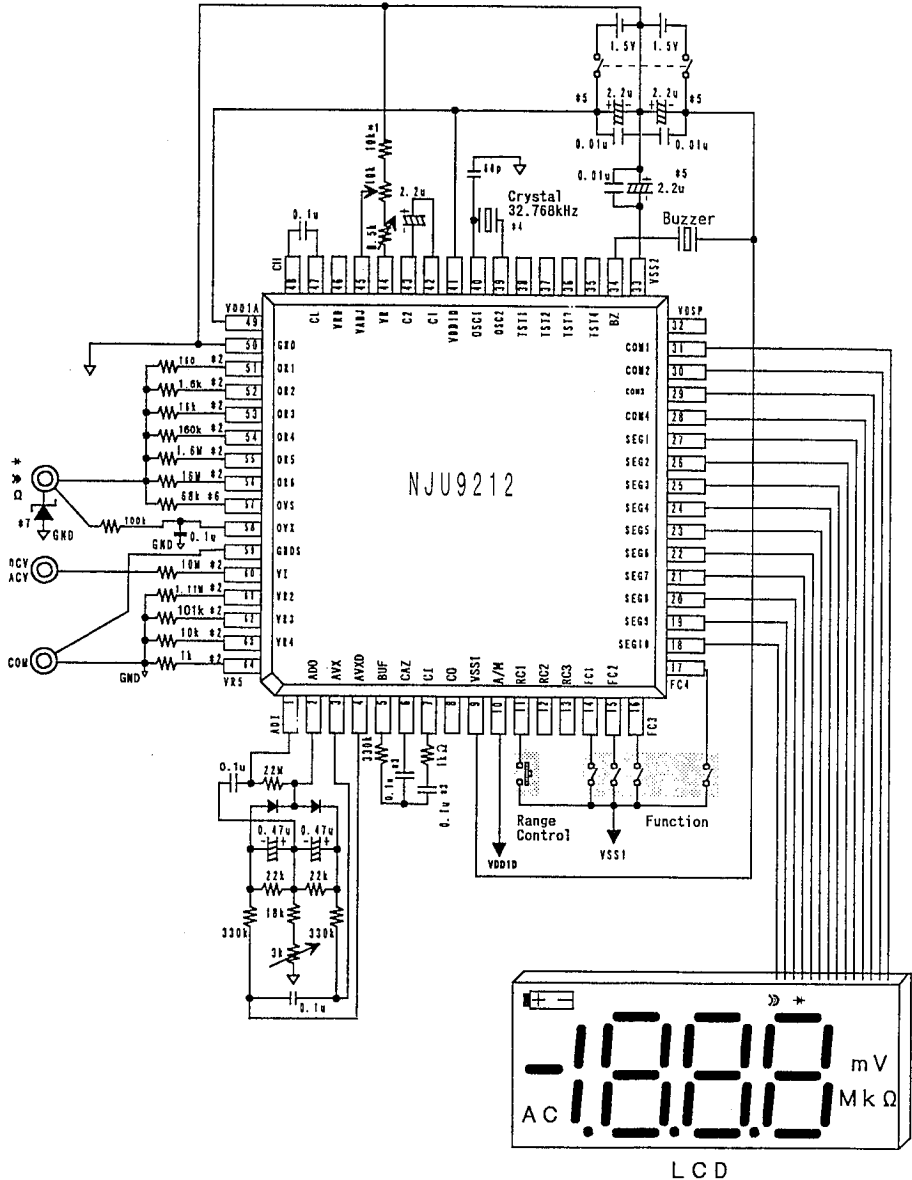 1.5V 1.5V
*5 2.2u 2.2u *5
0.01u 0.01u
0.01u *5
2.2u
10k*1
10k
8.5k
2.2u
68p
Crystal
32.768kHz
*4
Buzzer
0.1u
CH 48 47 46 45 44 43 42 41 40 39 38 37 36 35 34 33 VSS2
CL VRD VADJ VR C2 C1 VDD1D OSC1 OSC2 TST1 TST2 TST4 BZ
VDD1A 49
50 GND
51 OR1
1.6k *2 52 OR2
16k *2 53 OR3
160k *2 54 OR4
1.6M *2 55 OR5
16M *2 OR6
68k *6 57 OVS
100k 58 OVX
0.1u
GND
GNDS
*7 GND
Ω
DCV
ACV
10M *2 60 VI
1.11M *2 61 VR2
101k *2 62 VR3
10k *2 63 VR4
1k *2 64 VR5
COM
GND
NJU9212
VDSP
32
COM1 31
COM2 30
COM3 29
COM4 28
SEG1 27
SEG2 26
SEG3 25
SEG4 24
SEG5 23
SEG6 22
SEG7 21
SEG8 20
SEG9 19
SEG10 18
17
FC4
ADO AVX AVXD BUF CAZ CI CO VSS1 A/M RC1 RC2 RC3 FC1 FC2
ADI 1 2 3 4 5 6 7 8 9 10 11 12 13 14 15 16 FC3
330k 1kΩ
0.1u *3
0.1u *3
0.1u 22M
0.47u 0.47u
22k 22k
18k
330k 330k
3k
0.1u
Range
Control
Function
VDD1D
VSS1
-1.8.8.8
mV
MkΩ
AC
LCD